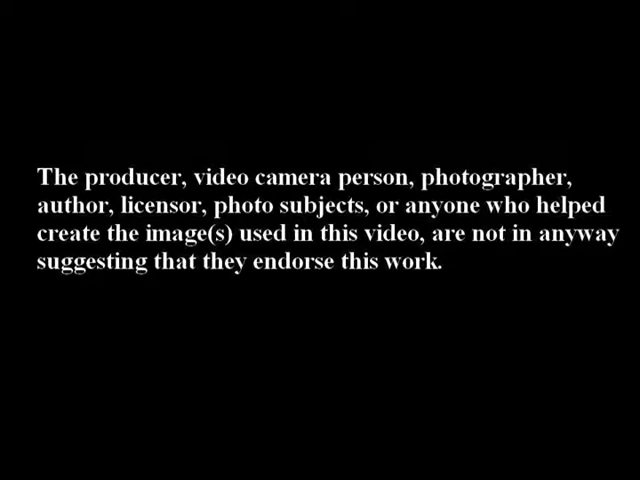 The producer, video camera person, photographer,
author, licensor, photo subjects, or anyone who helped
create the image(s) used in this video, are not in anyway
suggesting that they endorse this work.